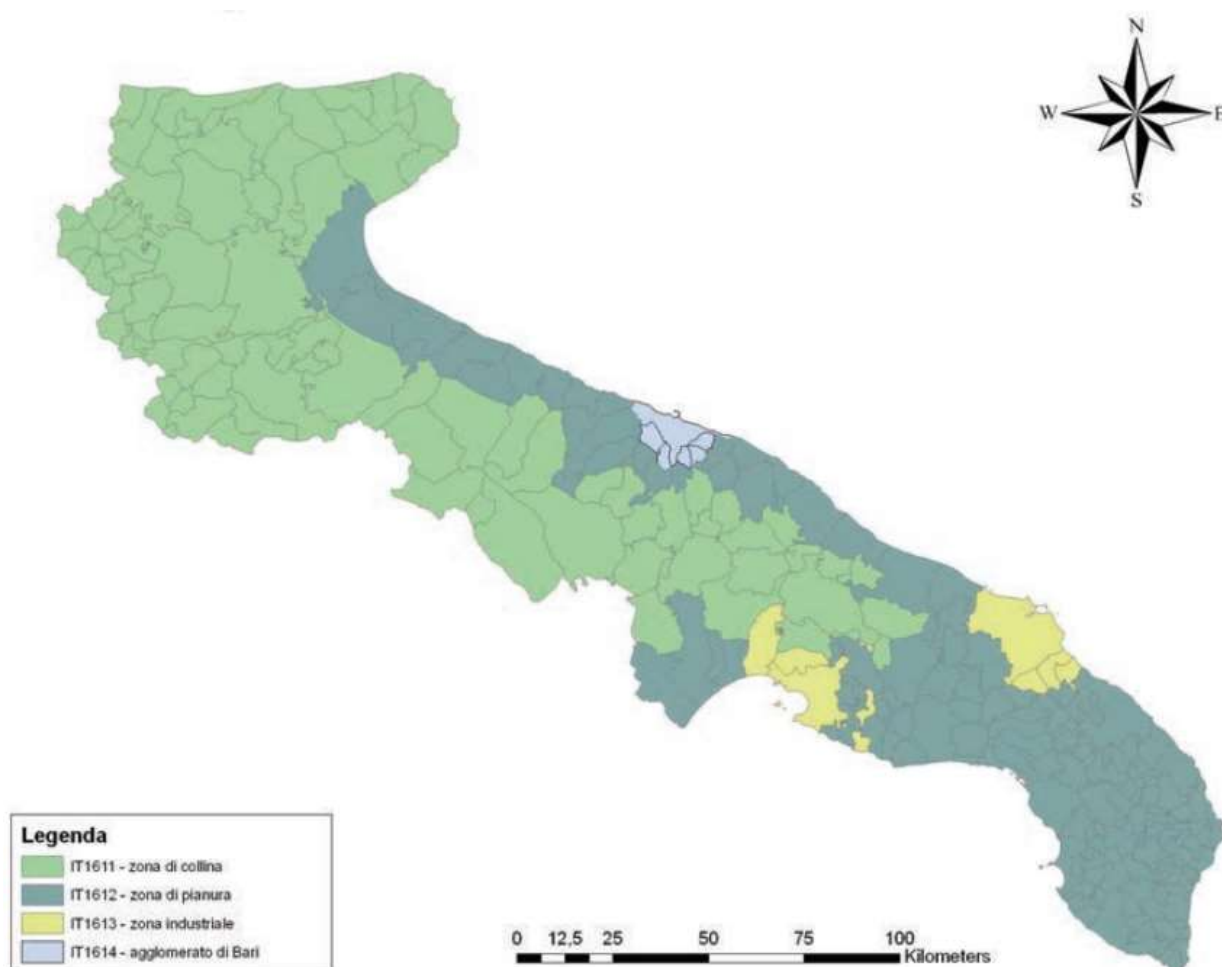 N
W E
S
Legenda
IT1611 - zona di collina
IT1612 - zona di pianura
IT1613 - zona industriale
IT1614 - agglomerato di Bari
0 12,5 25 50 75 100
Kilometers